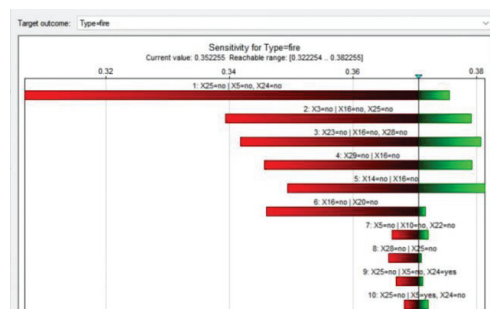 Target outcome: Type=fire
Sensitivity for Type=fire
Current value: 0.352255 Reachable range: [0.322254 .. 0.382255]
0.32 0.34 0.36 0.38
1: X25=no | X5=no, X24=no
2: X3=no | X16=no, X25=no
3: X23=no | X16=no, X28=no
4: X29=no | X16=no
5: X14=no | X16=no
6: X16=no | X20=no
7: X5=no | X10=no, X22=no
8: X28=no | X25=no
9: X25=no | X5=no, X24=yes
10: X25=no | X5=yes, X24=no